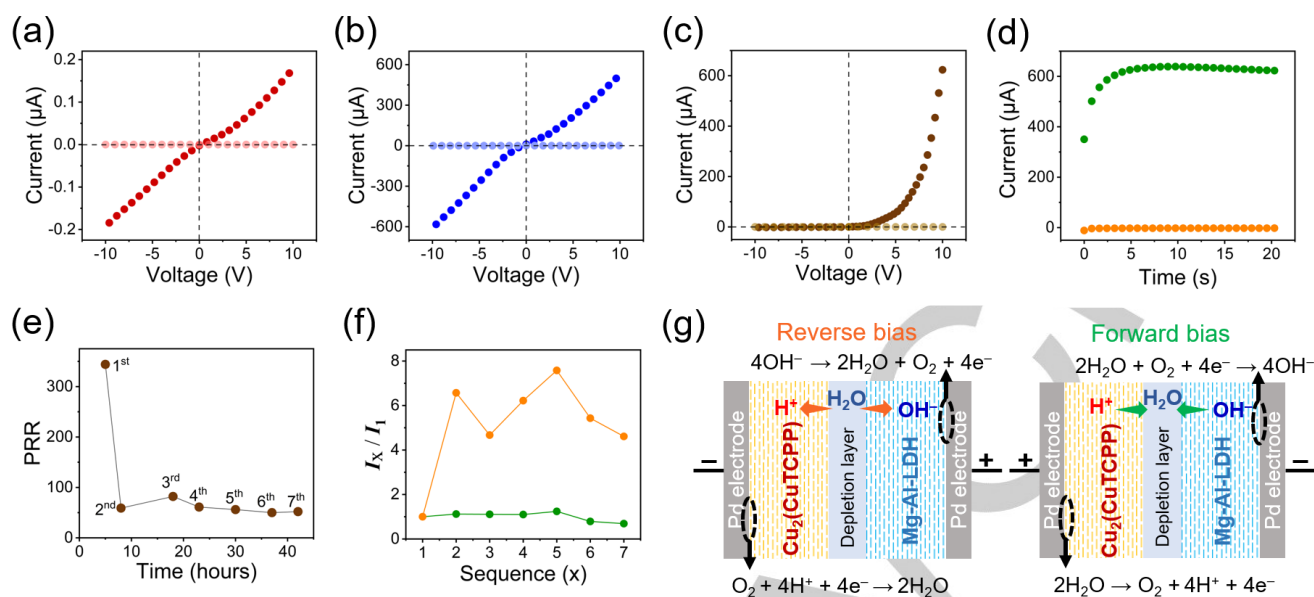 (a)
0.2
0.1
0.0
-0.1
-0.2
Current (µA)
-10 -5 0 5 10
Voltage (V)
(b)
600
300
0
-300
-600
Current (µA)
-10 -5 0 5 10
Voltage (V)
(c)
600
400
200
0
Current (µA)
-10 -5 0 5 10
Voltage (V)
(d)
600
400
200
0
Current (µA)
0 5 10 15 20
Time (s)
(e)
300
200
100
0
PRR
1st
2nd
3rd
4th
5th
6th
7th
0 10 20 30 40
Time (hours)
(f)
8
6
4
2
0
IX / I1
1 2 3 4 5 6 7
Sequence (x)
(g)
Reverse bias
4OH⁻ → 2H₂O + O₂ + 4e⁻
Pd electrode
H⁺
H₂O
OH⁻
Cu₂(CuTCPP)
Depletion layer
Mg-Al-LDH
Pd electrode
−
+
O₂ + 4H⁺ + 4e⁻ → 2H₂O
Forward bias
2H₂O + O₂ + 4e⁻ → 4OH⁻
Pd electrode
H⁺
H₂O
OH⁻
Cu₂(CuTCPP)
Depletion layer
Mg-Al-LDH
Pd electrode
+
−
2H₂O → O₂ + 4H⁺ + 4e⁻